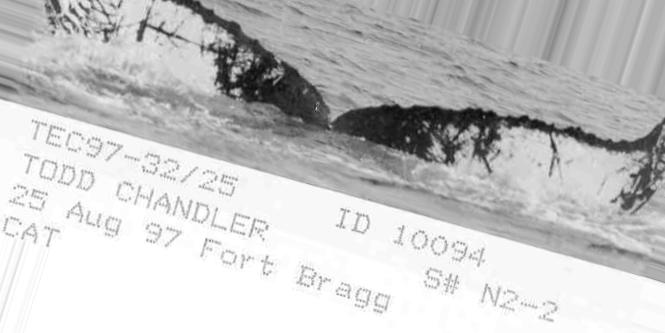 TEC97-32/25
TODD CHANDLER ID 10094
25 Aug 97 Fort Bragg S# N2-2
CAT